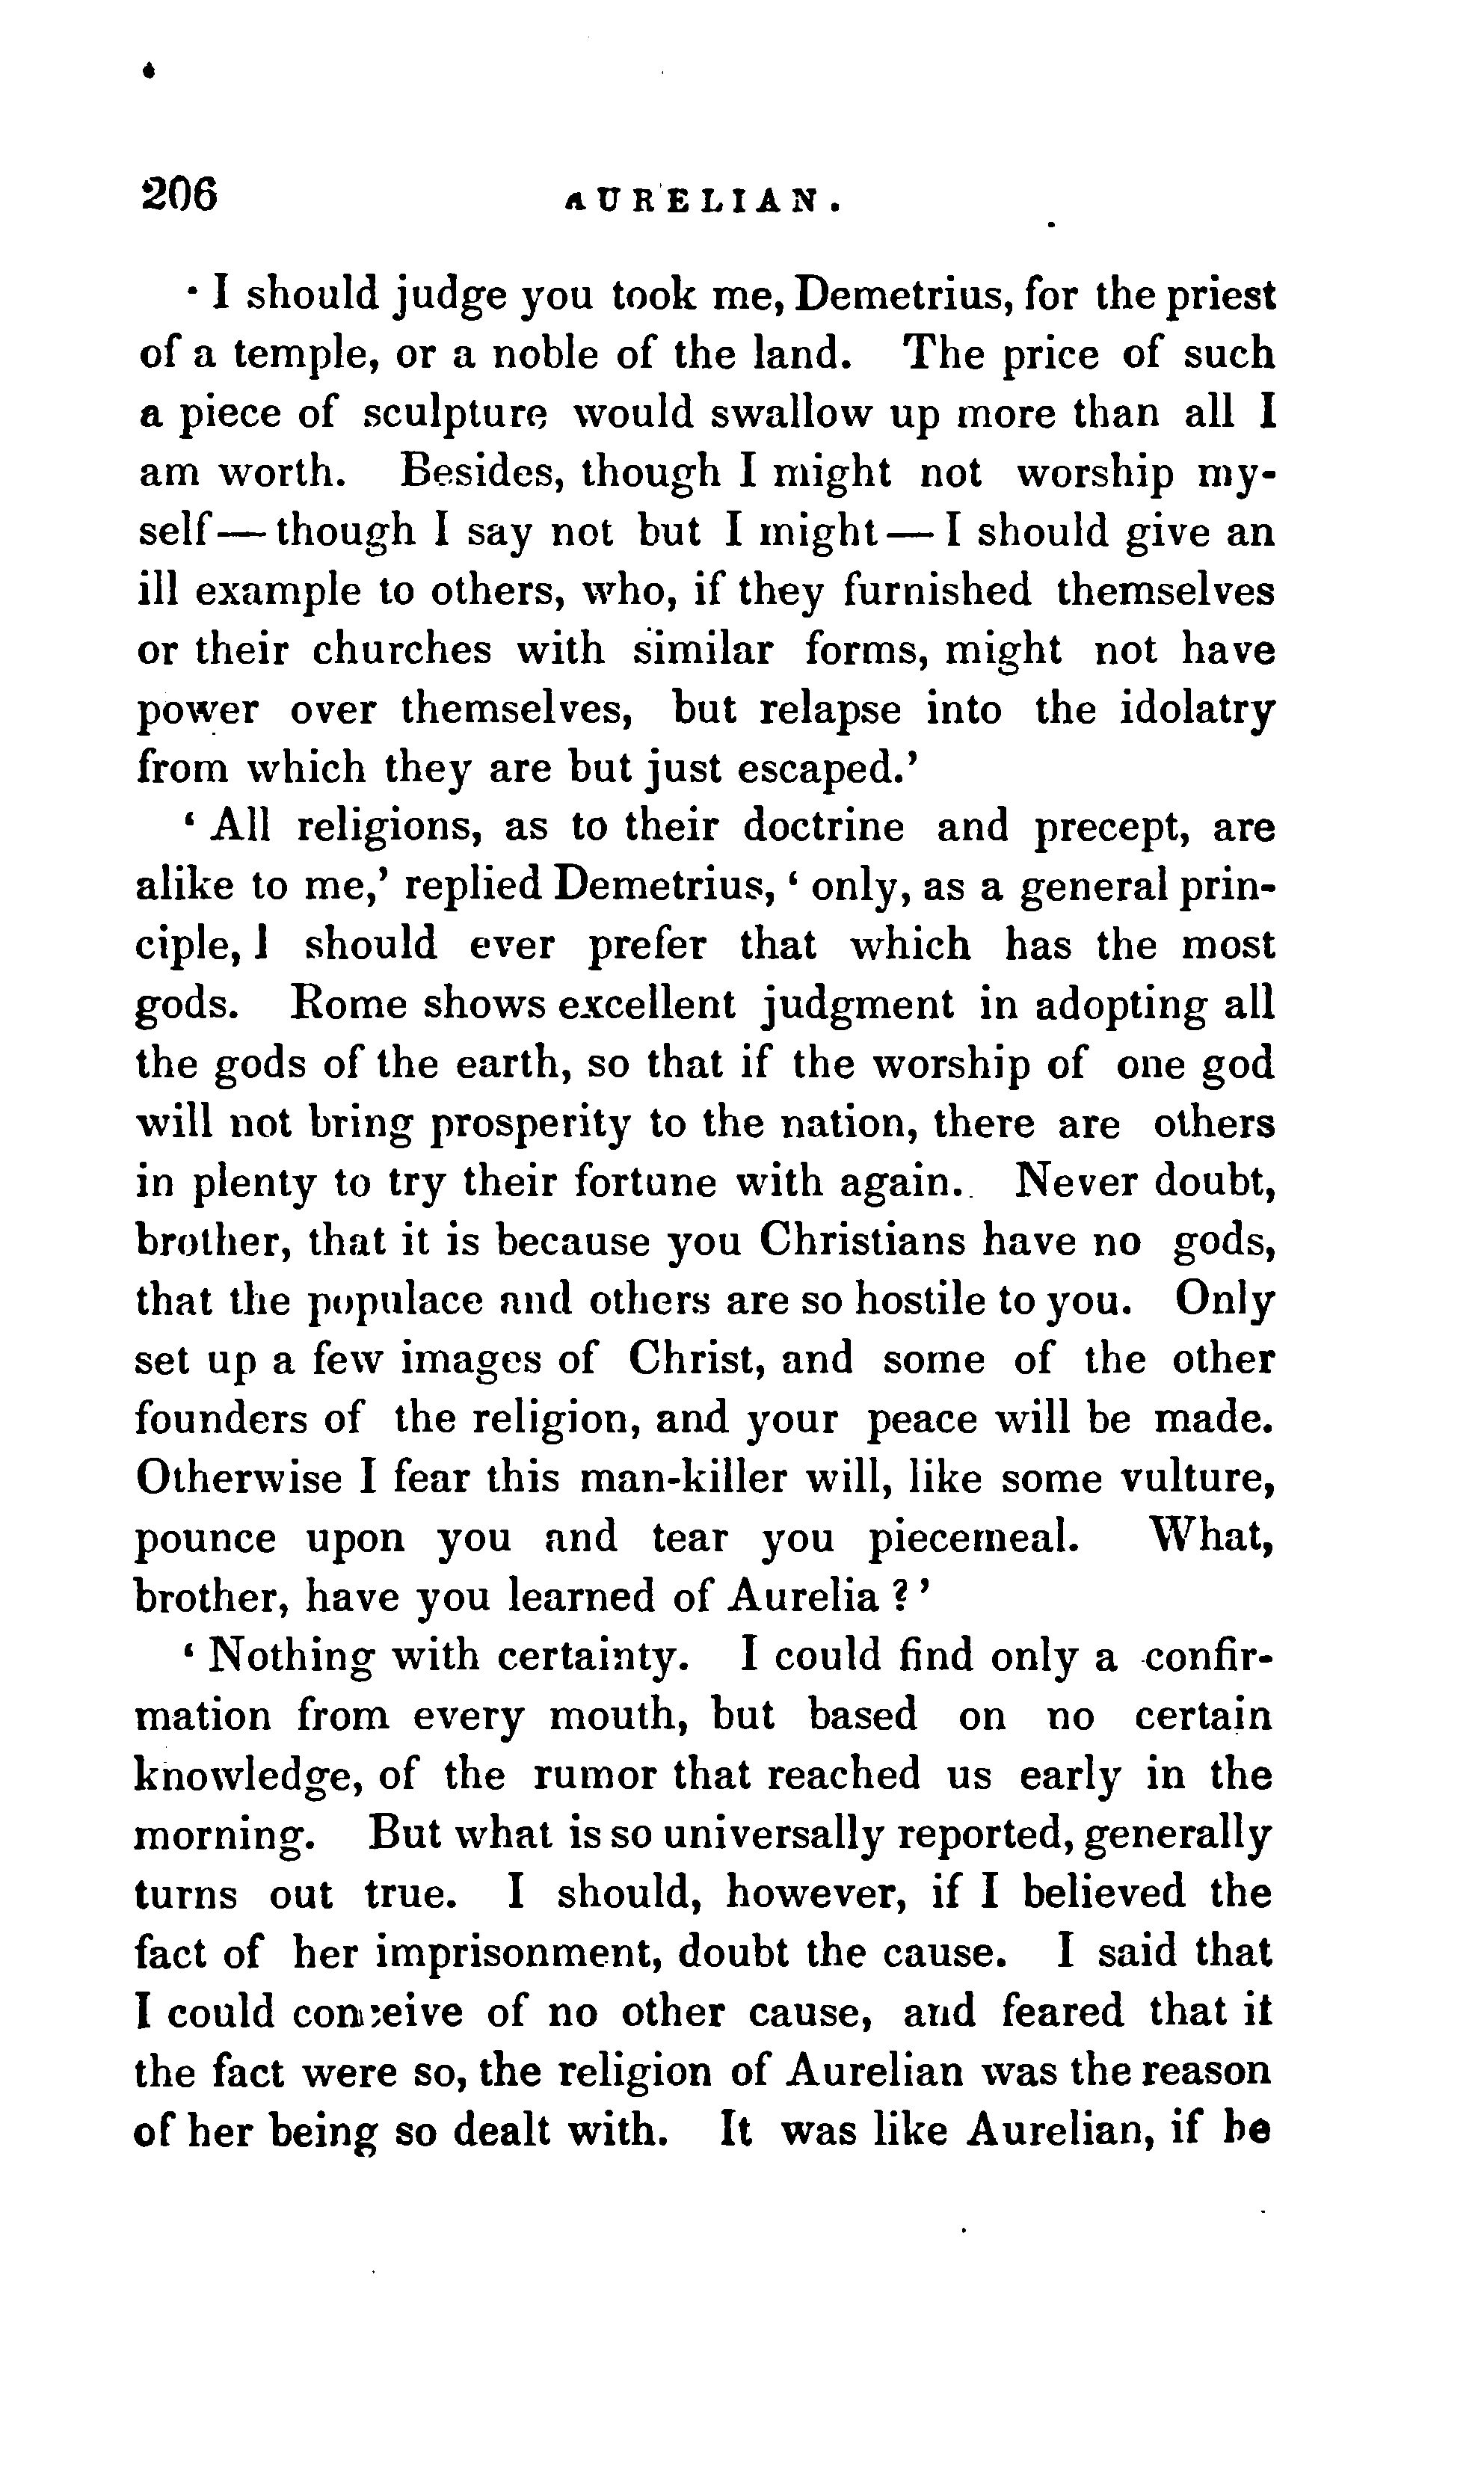 206 AURELIAN.
‘ I should judge you took me, Demetrius, for the priest
of a temple, or a noble of the land. The price of such
a piece of sculpture would swallow up more than all I
am worth. Besides, though I might not worship my-
self—though I say not but I might—I should give an
ill example to others, who, if they furnished themselves
or their churches with similar forms, might not have
power over themselves, but relapse into the idolatry
from which they are but just escaped.’
‘ All religions, as to their doctrine and precept, are
alike to me,’ replied Demetrius, ‘ only, as a general prin-
ciple, I should ever prefer that which has the most
gods. Rome shows excellent judgment in adopting all
the gods of the earth, so that if the worship of one god
will not bring prosperity to the nation, there are others
in plenty to try their fortune with again. Never doubt,
brother, that it is because you Christians have no gods,
that the populace and others are so hostile to you. Only
set up a few images of Christ, and some of the other
founders of the religion, and your peace will be made.
Otherwise I fear this man-killer will, like some vulture,
pounce upon you and tear you piecemeal. What,
brother, have you learned of Aurelia ?’
‘ Nothing with certainty. I could find only a confir-
mation from every mouth, but based on no certain
knowledge, of the rumor that reached us early in the
morning. But what is so universally reported, generally
turns out true. I should, however, if I believed the
fact of her imprisonment, doubt the cause. I said that
I could conceive of no other cause, and feared that if
the fact were so, the religion of Aurelian was the reason
of her being so dealt with. It was like Aurelian, if he